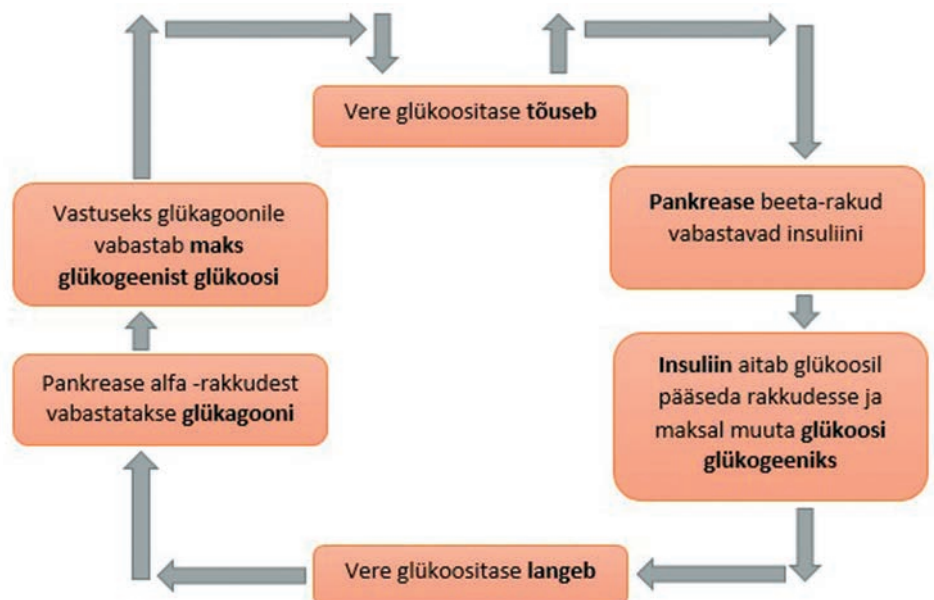 Vere glükoositase tõuseb
Pankrease beeta-rakud
vabastavad insuliini
Insuliin aitab glükoosil
pääseda rakkudesse ja
maksal muuta glükoosi
glükogeeniks
Vere glükoositase langeb
Pankrease alfa -rakkudest
vabastatakse glükagooni
Vastuseks glükagoonile
vabastab maks
glükogeenist glükoosi